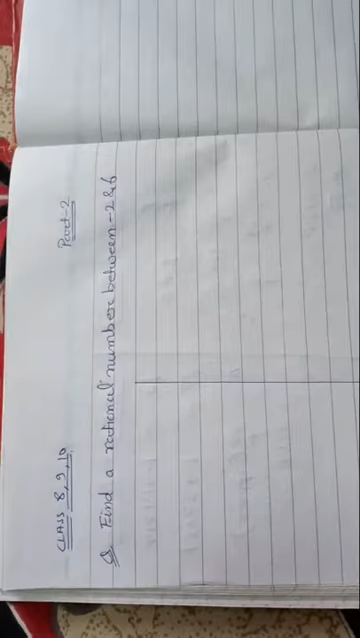 CLASS 8, 9, 10 Part-2
Q Find a rational number between -2 & 6